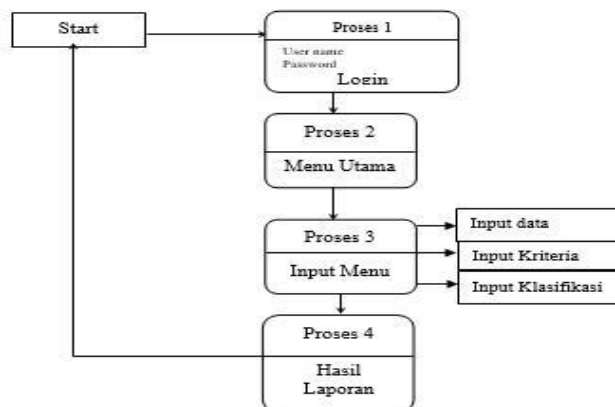 Start
Proses 1
User name
Password
Login
Proses 2
Menu Utama
Proses 3
Input Menu
Input data
Input Kriteria
Input Klasifikasi
Proses 4
Hasil
Laporan